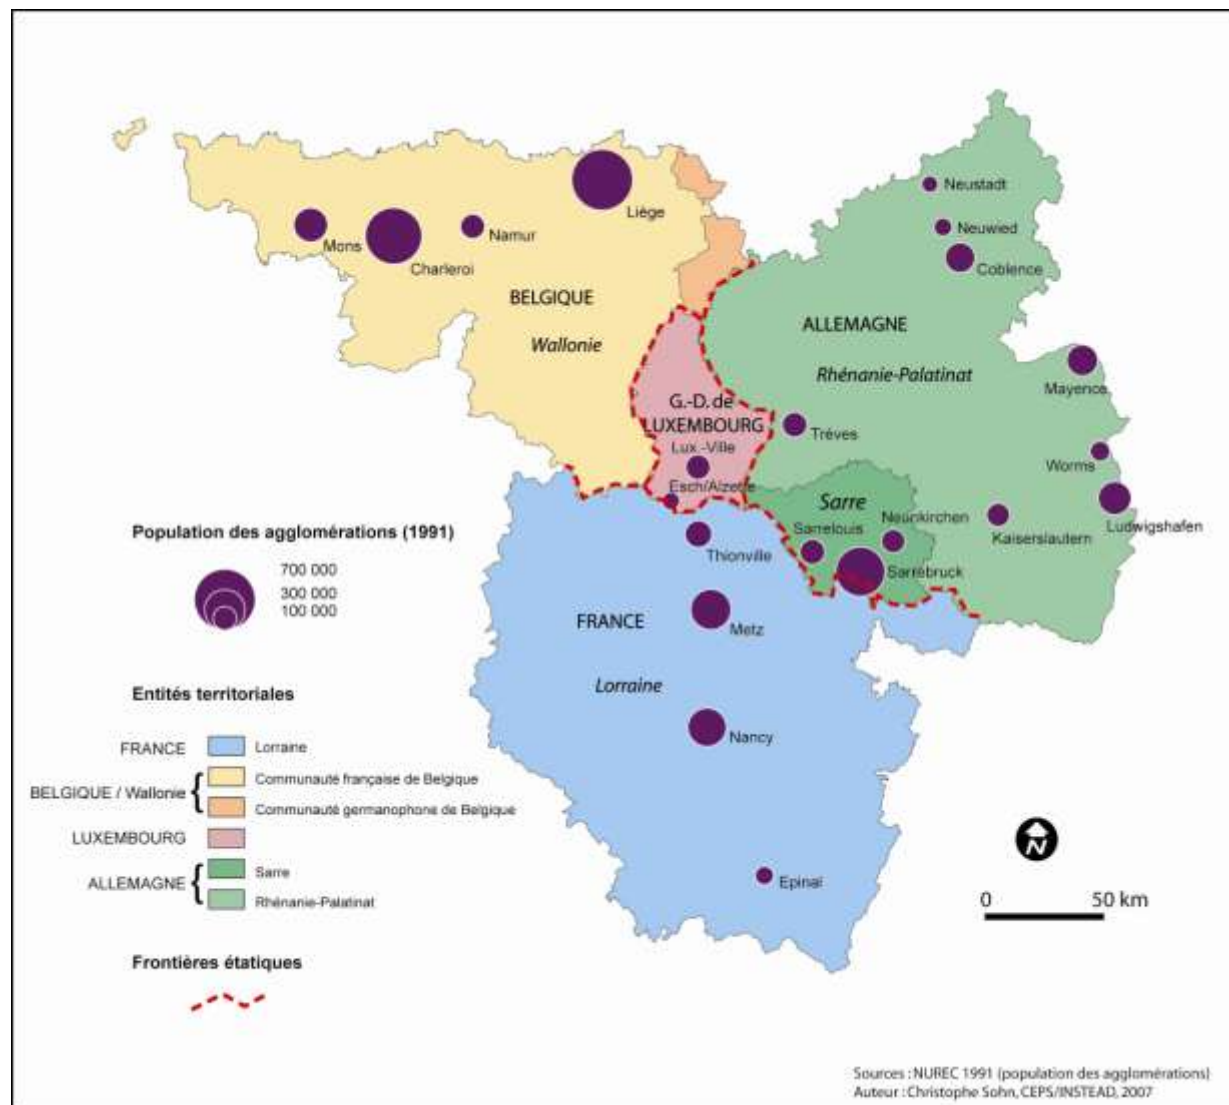 Neustadt
Liège
Neuwied
Namur
Mons
Charleroi
Coblence
BELGIQUE
ALLEMAGNE
Wallonie
Rhénanie-Palatinat
Mayence
G.-D. de
LUXEMBOURG
Trèves
Lux.-Ville
Worms
Esch/Alzette
Sarre
Neunkirchen
Ludwigshafen
Sarrelouis
Kaiserslautern
Thionville
Sarrebruck
FRANCE
Metz
Lorraine
Nancy
Epinal
Population des agglomérations (1991)
700 000
300 000
100 000
Entités territoriales
FRANCE
Lorraine
BELGIQUE / Wallonie
Communauté française de Belgique
Communauté germanophone de Belgique
LUXEMBOURG
ALLEMAGNE
Sarre
Rhénanie-Palatinat
Frontières étatiques
N
0 50 km
Sources : NUREC 1991 (population des agglomérations)
Auteur : Christophe Sohn, CEPS/INSTEAD, 2007